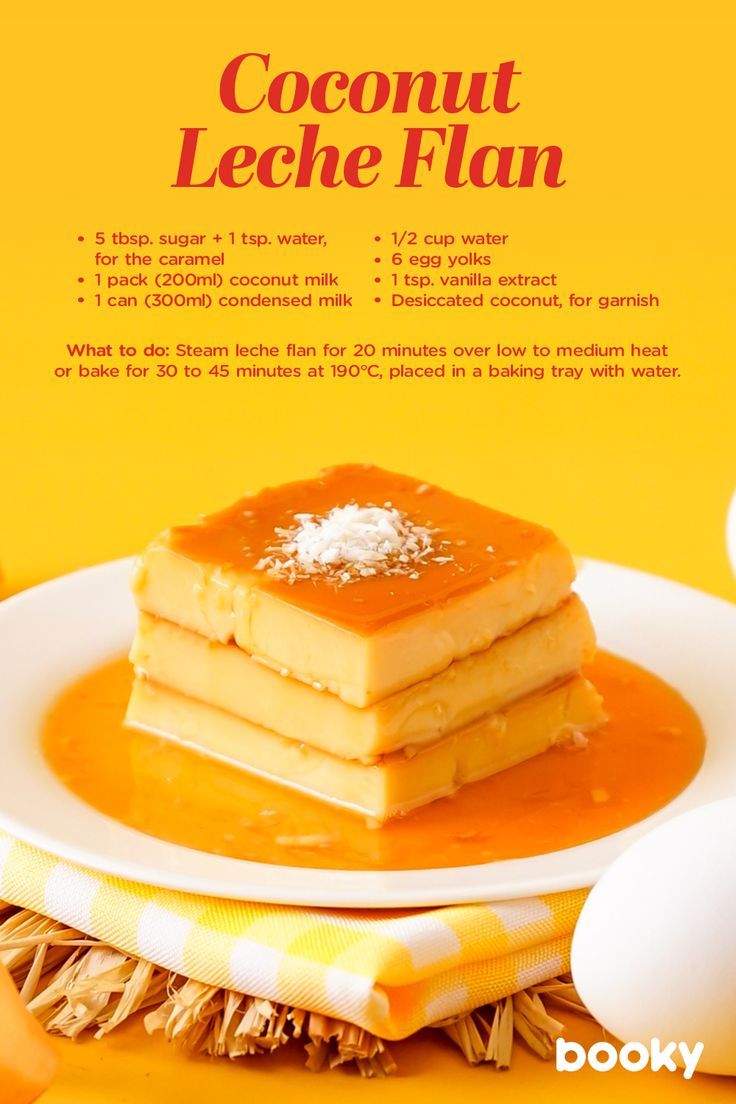 Coconut
Leche Flan
• 5 tbsp. sugar + 1 tsp. water,
for the caramel
• 1 pack (200ml) coconut milk
• 1 can (300ml) condensed milk
• 1/2 cup water
• 6 egg yolks
• 1 tsp. vanilla extract
• Desiccated coconut, for garnish
What to do: Steam leche flan for 20 minutes over low to medium heat
or bake for 30 to 45 minutes at 190°C, placed in a baking tray with water.
booky